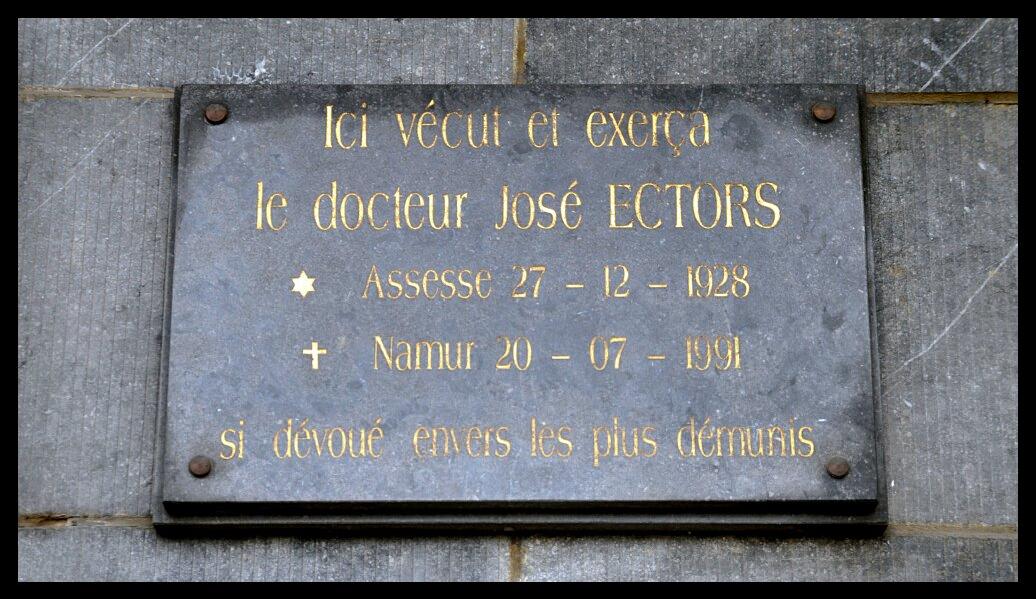 Ici vécut et exerça
le docteur José ECTORS
✶ Assesse 27 – 12 – 1928
✝ Namur 20 – 07 – 1991
si dévoué envers les plus démunis